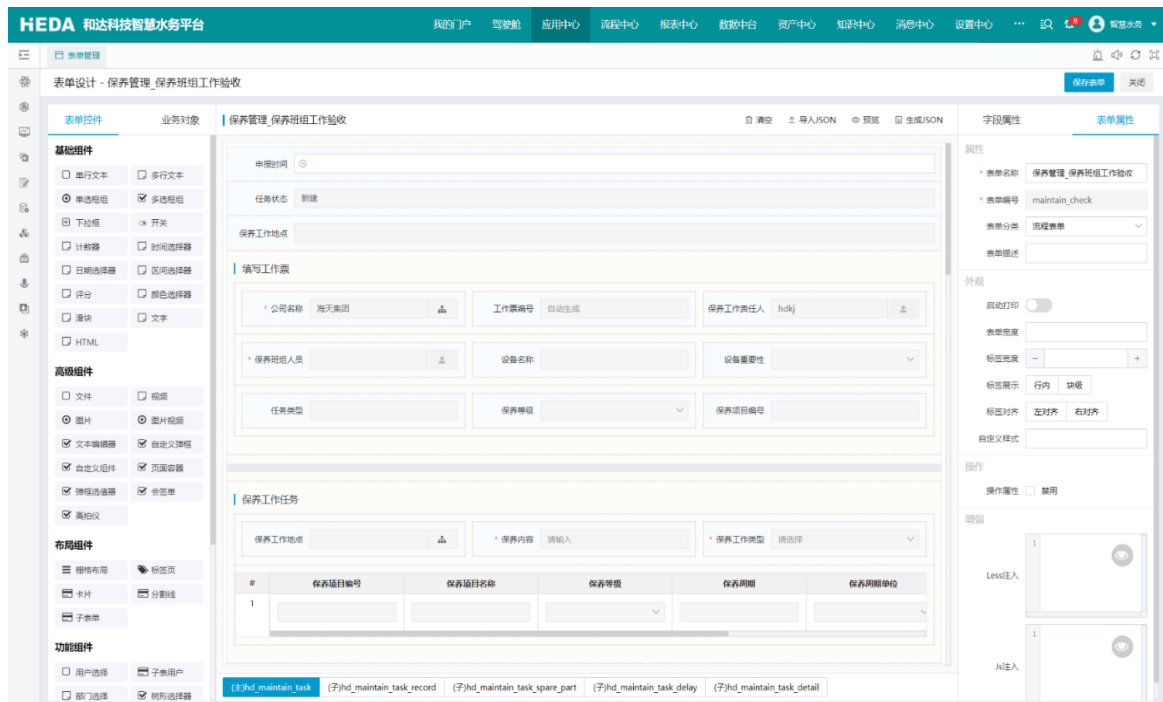 HEDA 和达科技智慧水务平台
我的门户 驾驶舱 应用中心 流程中心 报表中心 数据中台 资产中心 知识中心 消息中心 设置中心 ··· 8 智慧水务
表单管理
表单设计 - 保养管理_保养班组工作验收 保存表单 关闭
表单控件 业务对象
保养管理_保养班组工作验收 清空 导入JSON 预览 生成JSON
字段属性 表单属性
基础组件
单行文本 多行文本
单选框组 多选框组
下拉框 开关
计数器 时间选择器
日期选择器 区间选择器
评分 颜色选择器
滑块 文字
HTML
高级组件
文件 视频
图片 图片视频
文本编辑器 自定义弹框
自定义组件 页面容器
弹框选值器 会签单
高拍仪
布局组件
栅格布局 标签页
卡片 分割线
子表单
功能组件
用户选择 子表用户
部门选择 树形选择器
申报时间
任务状态 新建
保养工作地点
填写工作票
* 公司名称 海天集团 工作票编号 自动生成 保养工作责任人 hdkj
* 保养班组人员 设备名称 设备重要性
任务类型 保养等级 保养项目编号
保养工作任务
保养工作地点 * 保养内容 请输入 * 保养工作类型 请选择
# 保养项目编号 保养项目名称 保养等级 保养周期 保养周期单位
1
(主)hd_maintain_task (子)hd_maintain_task_record (子)hd_maintain_task_spare_part (子)hd_maintain_task_delay (子)hd_maintain_task_detail
属性
* 表单名称 保养管理_保养班组工作验收
* 表单编号 maintain_check
表单分类 流程表单
表单描述
外观
启动打印
表单宽度
标签宽度 − +
标签展示 行内 块级
标签对齐 左对齐 右对齐
自定义样式
操作
操作属性 禁用
增强
Less注入 1
Js注入 1